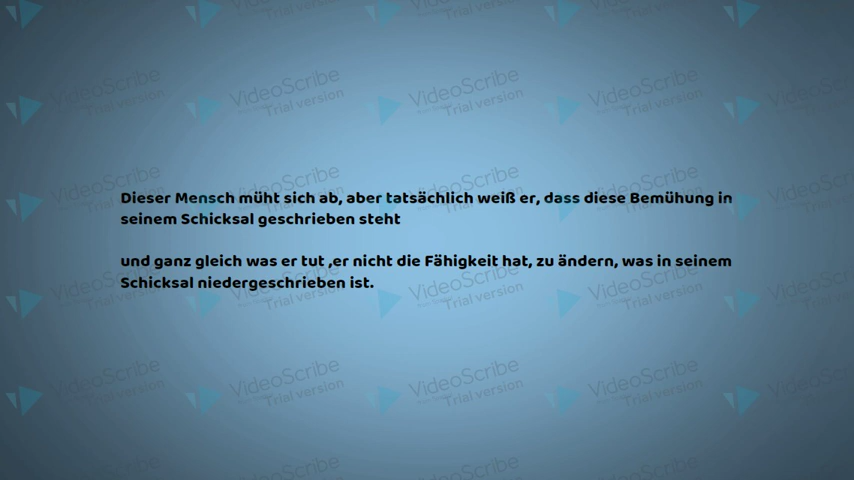 Dieser Mensch müht sich ab, aber tatsächlich weiß er, dass diese Bemühung in
seinem Schicksal geschrieben steht
und ganz gleich was er tut ,er nicht die Fähigkeit hat, zu ändern, was in seinem
Schicksal niedergeschrieben ist.
VideoScribe
Trial version